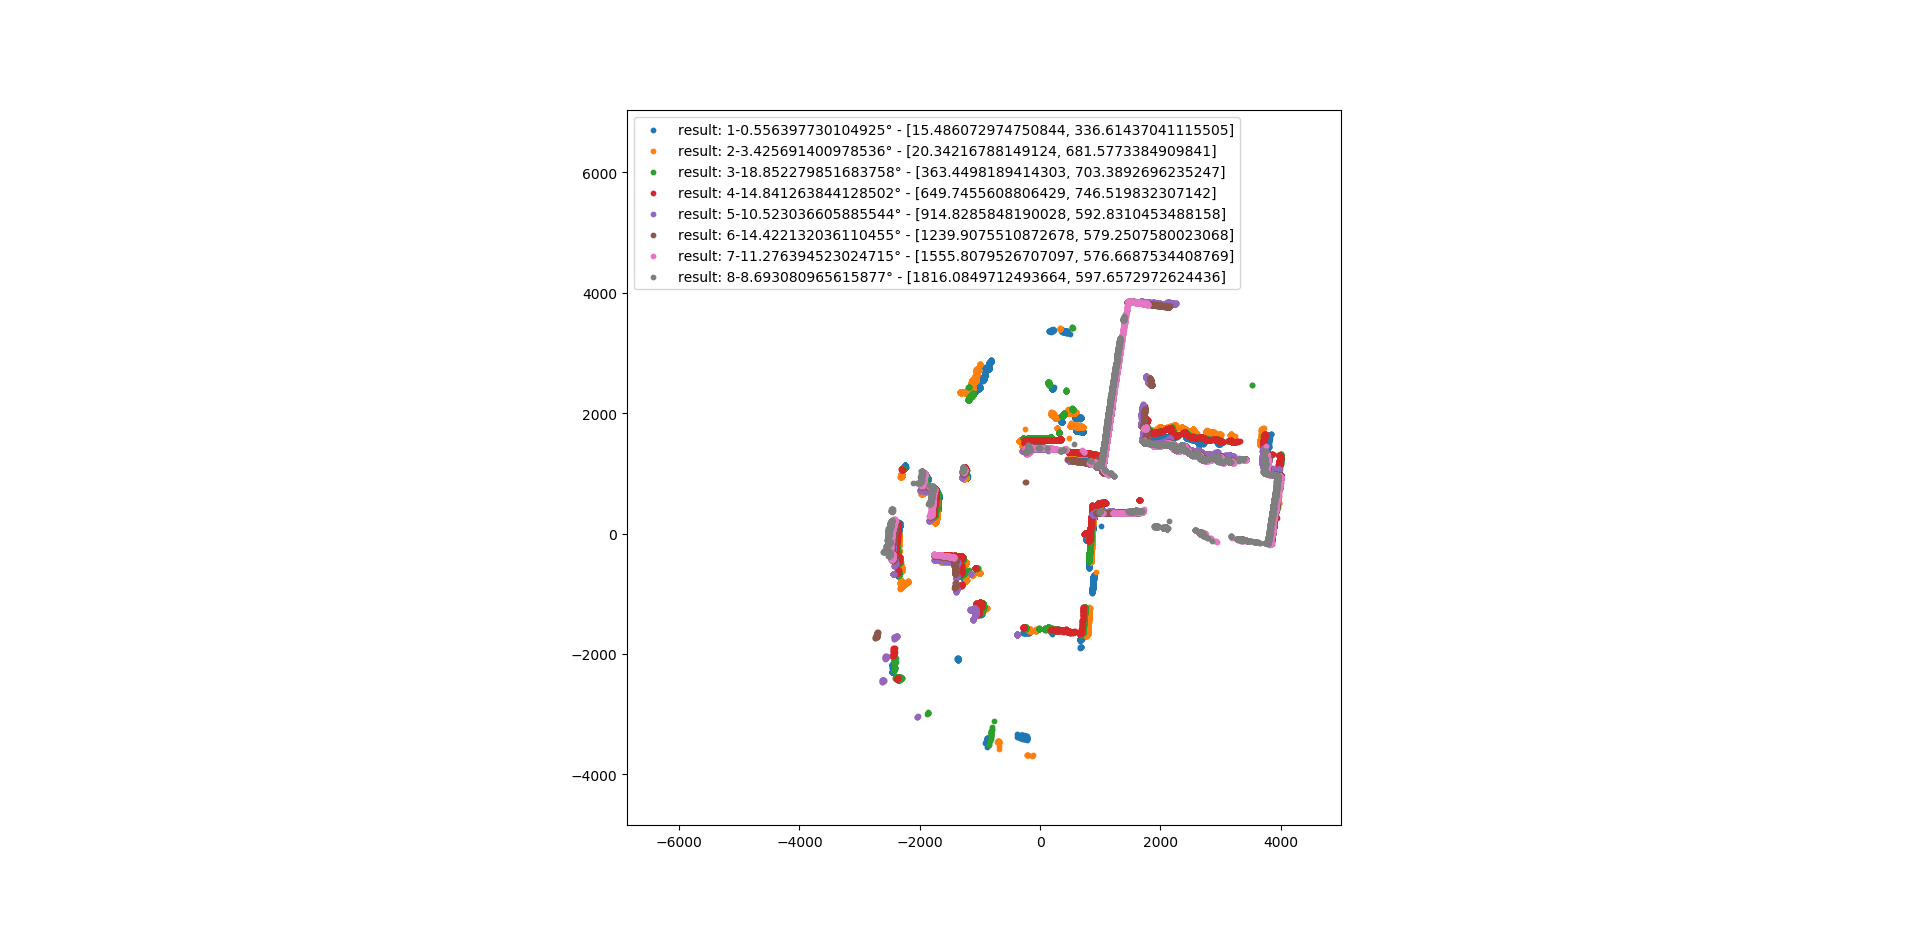 result: 1-0.556397730104925° - [15.486072974750844, 336.61437041115505]
result: 2-3.425691400978536° - [20.34216788149124, 681.5773384909841]
result: 3-18.852279851683758° - [363.4498189414303, 703.3892696235247]
result: 4-14.841263844128502° - [649.7455608806429, 746.519832307142]
result: 5-10.523036605885544° - [914.8285848190028, 592.8310453488158]
result: 6-14.422132036110455° - [1239.9075510872678, 579.2507580023068]
result: 7-11.276394523024715° - [1555.8079526707097, 576.6687534408769]
result: 8-8.693080965615877° - [1816.0849712493664, 597.6572972624436]
6000
4000
2000
0
−2000
−4000
−6000 −4000 −2000 0 2000 4000